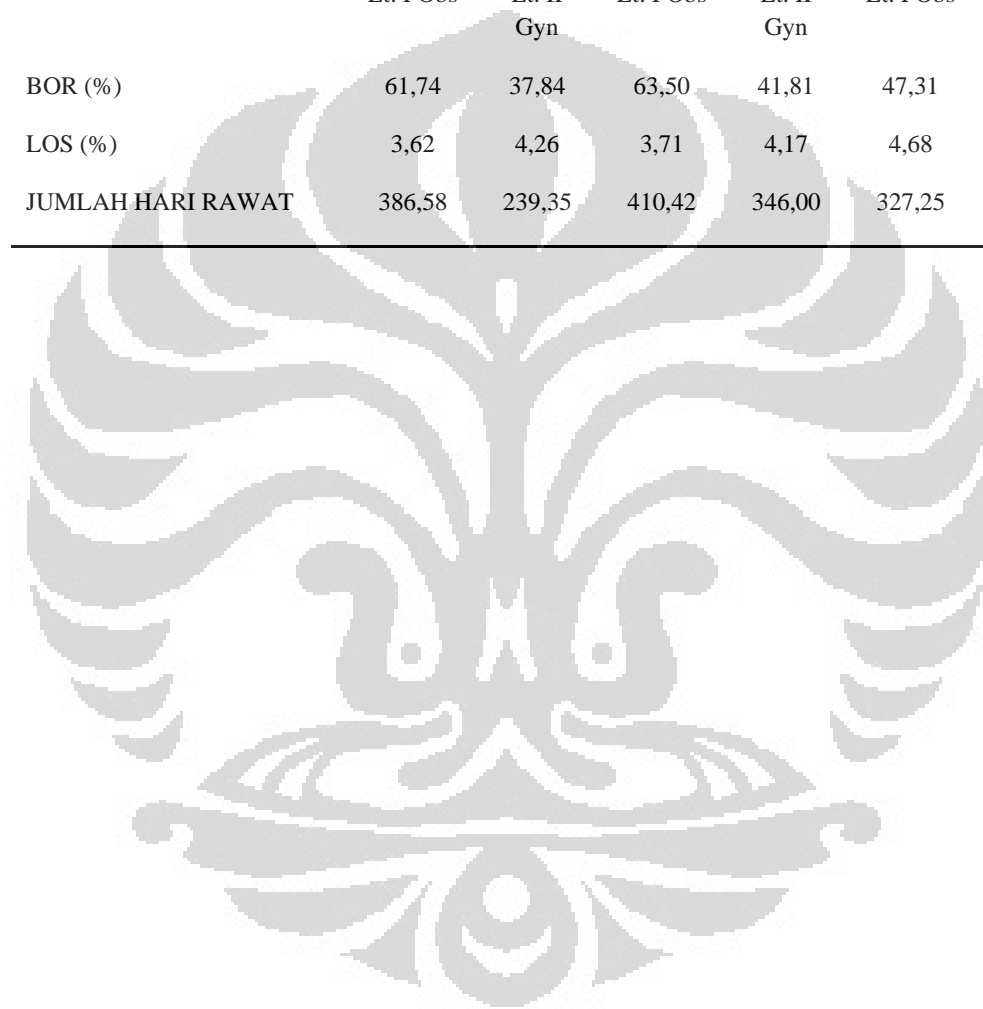 Gyn Gyn
BOR (%) 61,74 37,84 63,50 41,81 47,31
LOS (%) 3,62 4,26 3,71 4,17 4,68
JUMLAH HARI RAWAT 386,58 239,35 410,42 346,00 327,25